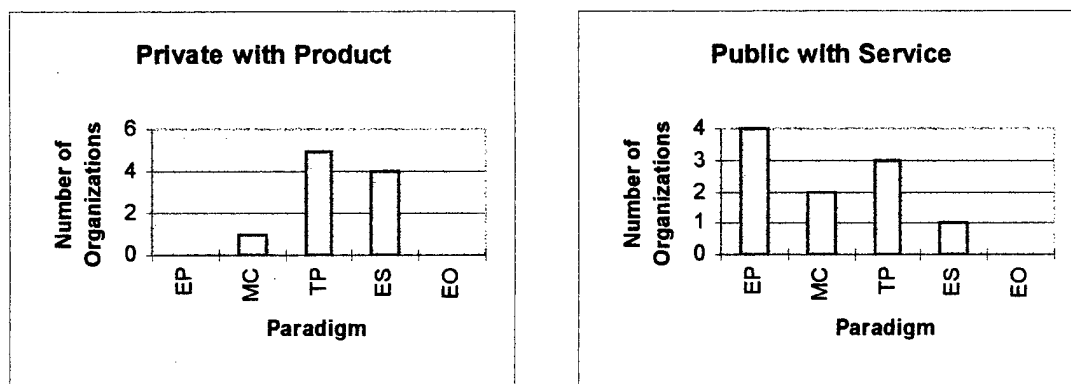 Private with Product
Number of
Organizations
6
4
2
0
EP
MC
TP
ES
EO
Paradigm
Public with Service
Number of
Organizations
4
3
2
1
0
EP
MC
TP
ES
EO
Paradigm